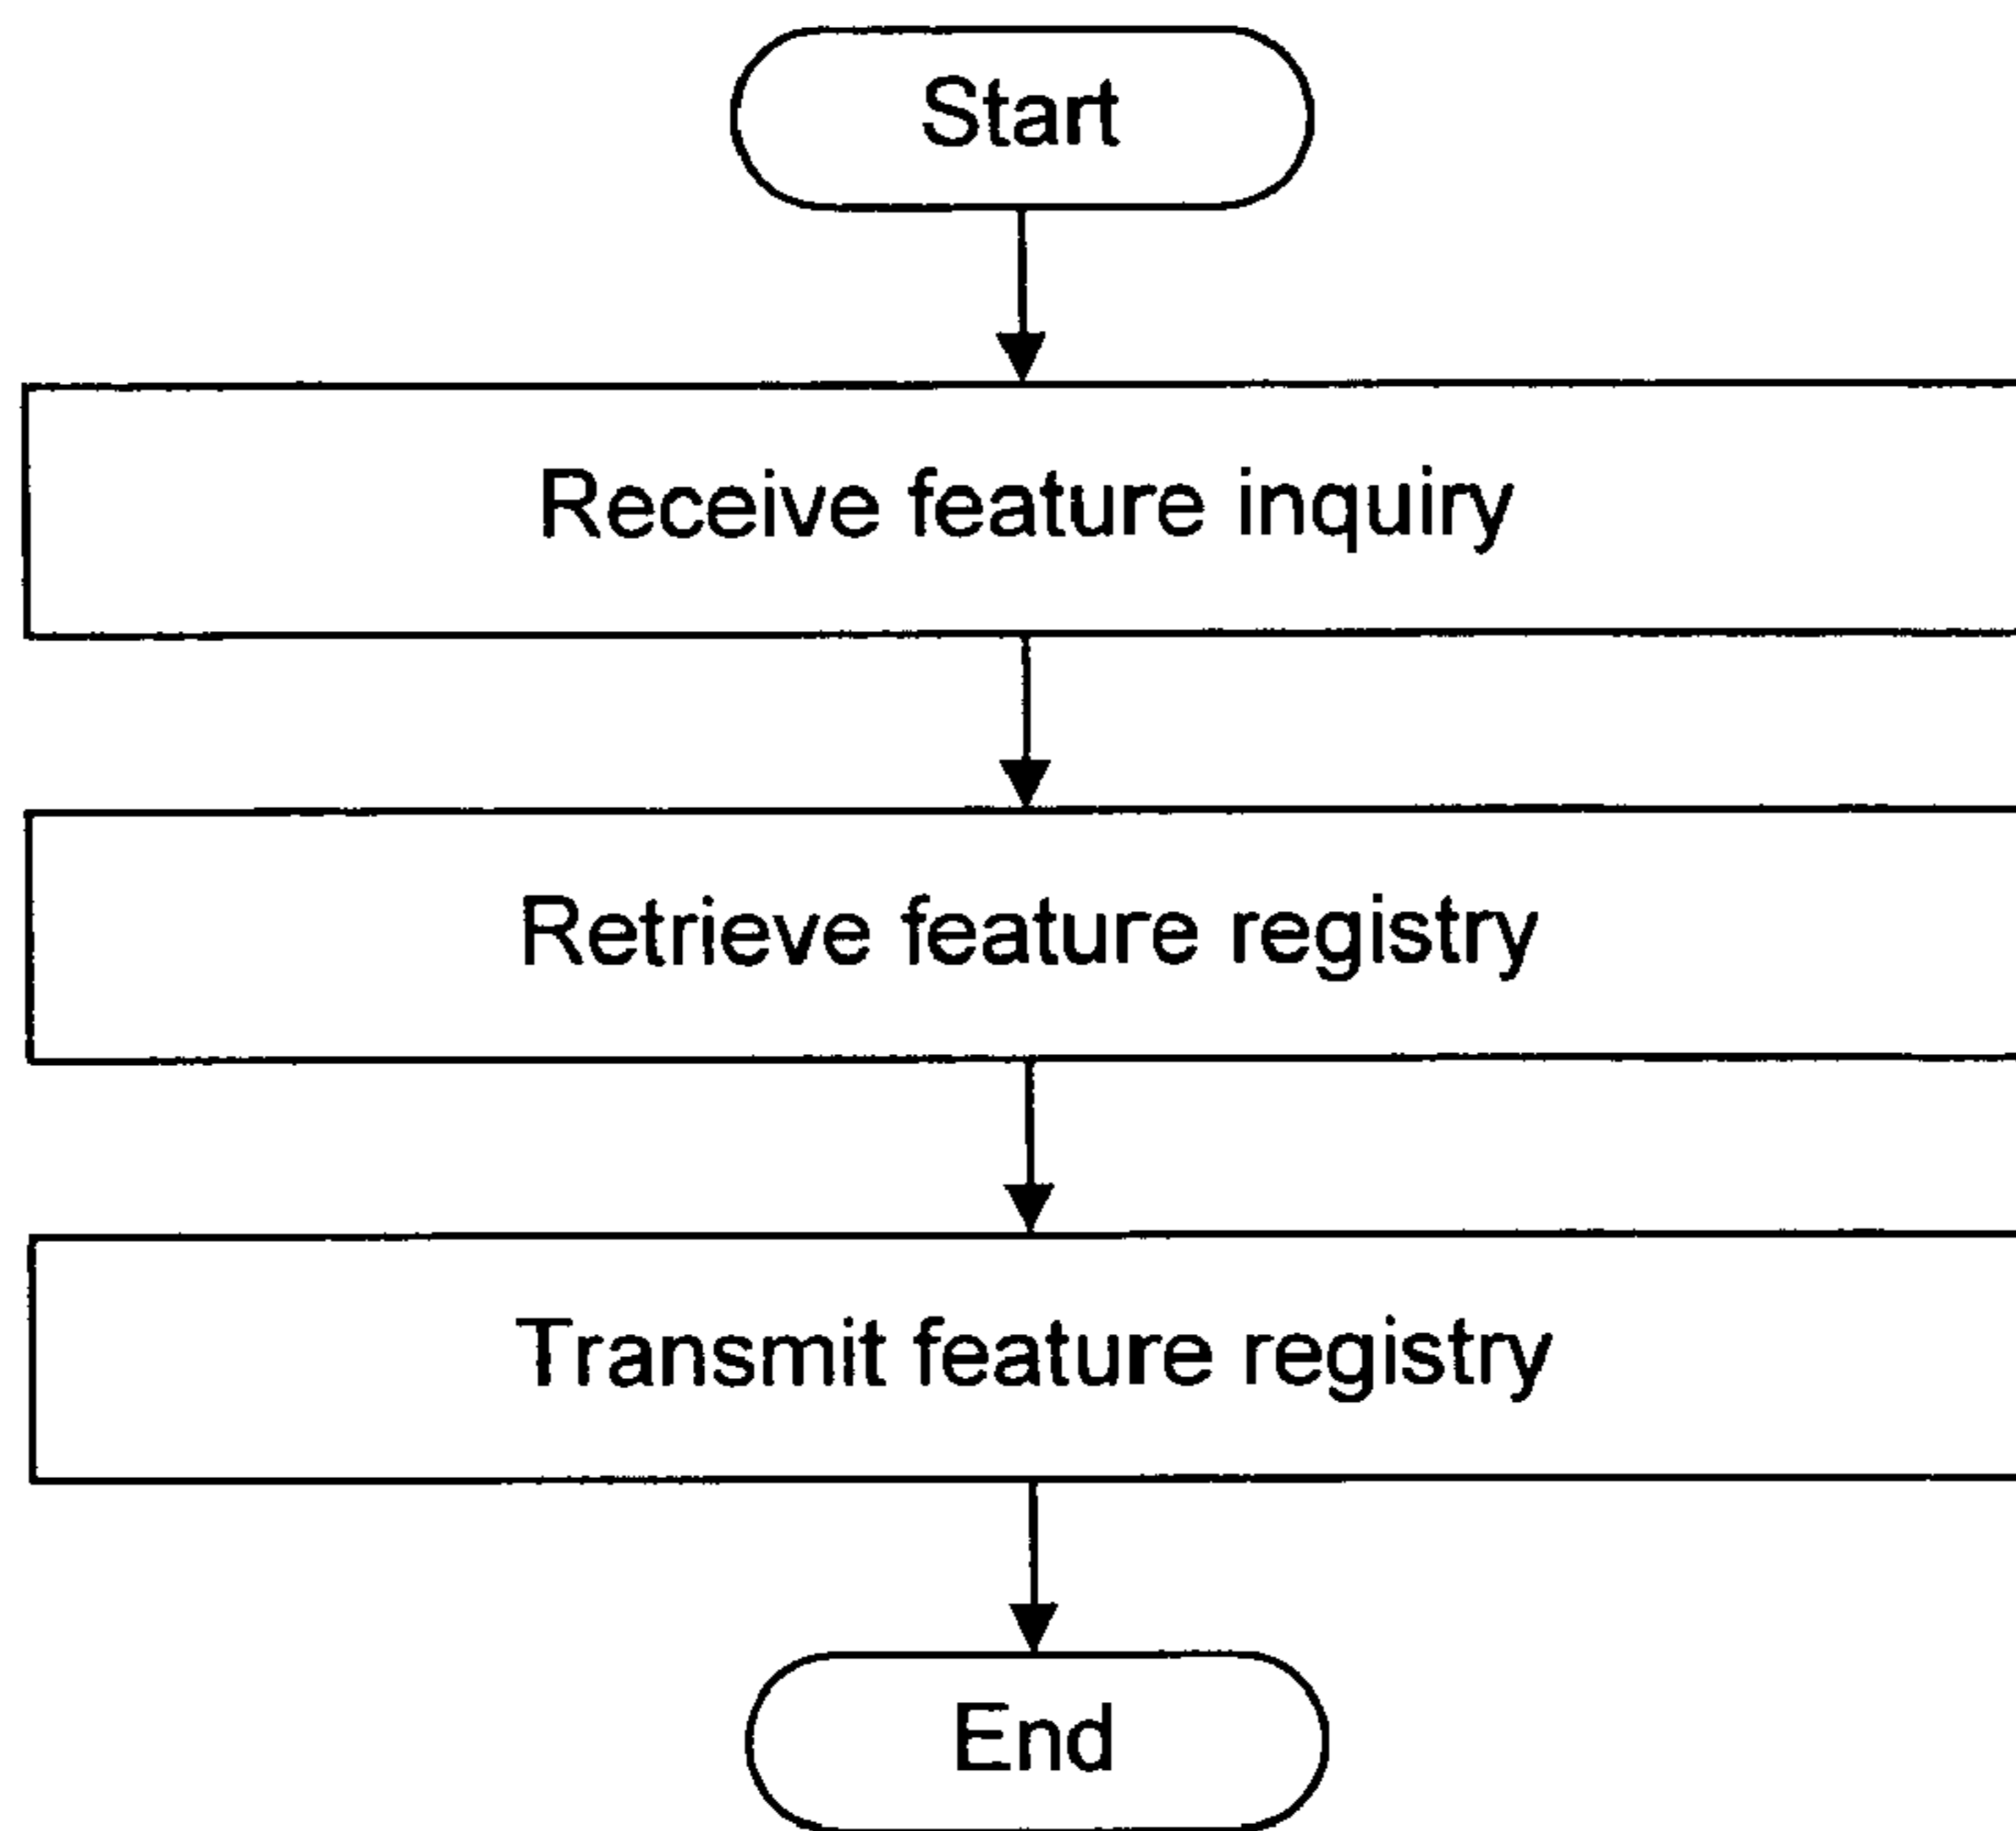 Start
Receive feature inquiry
Retrieve feature registry
Transmit feature registry
End